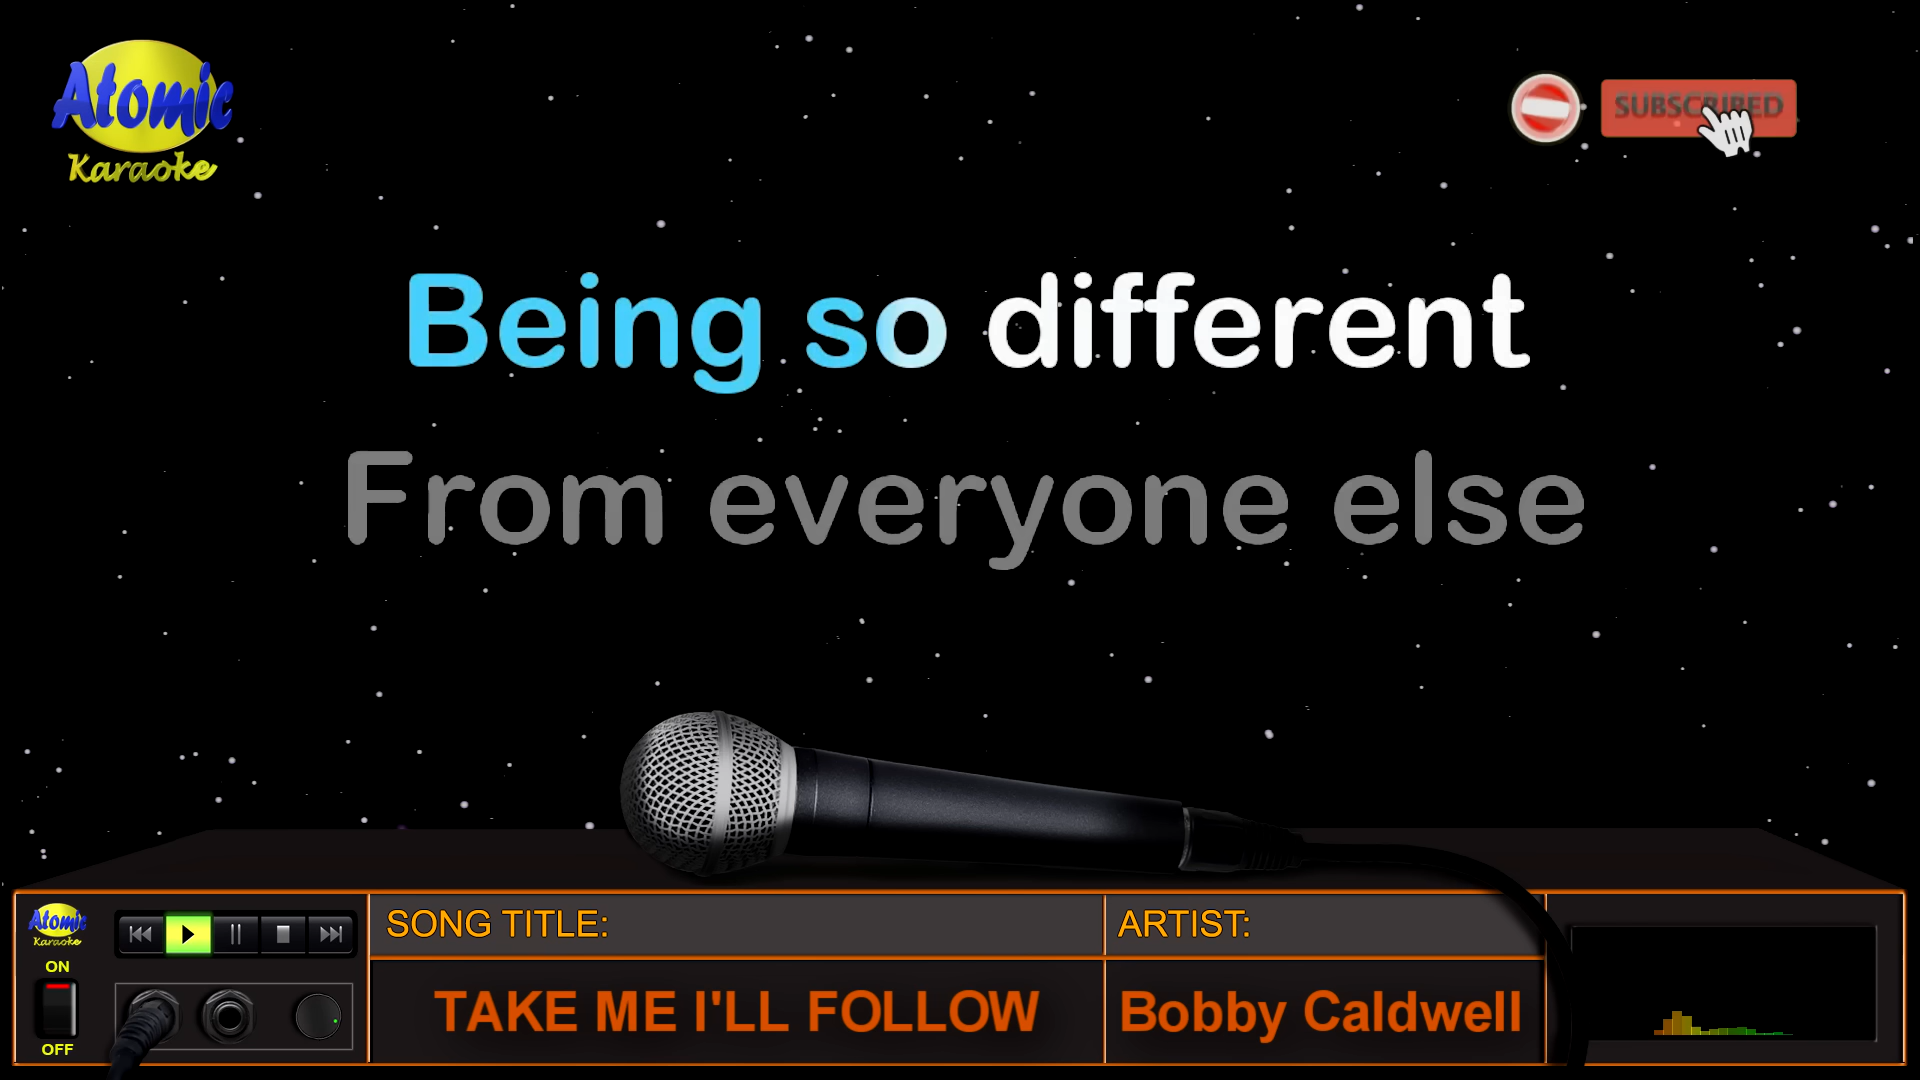 Atomic
Karaoke
SUBSCRIBED
Being so different
From everyone else
Atomic
Karaoke
ON
OFF
SONG TITLE:
ARTIST:
TAKE ME I'LL FOLLOW
Bobby Caldwell